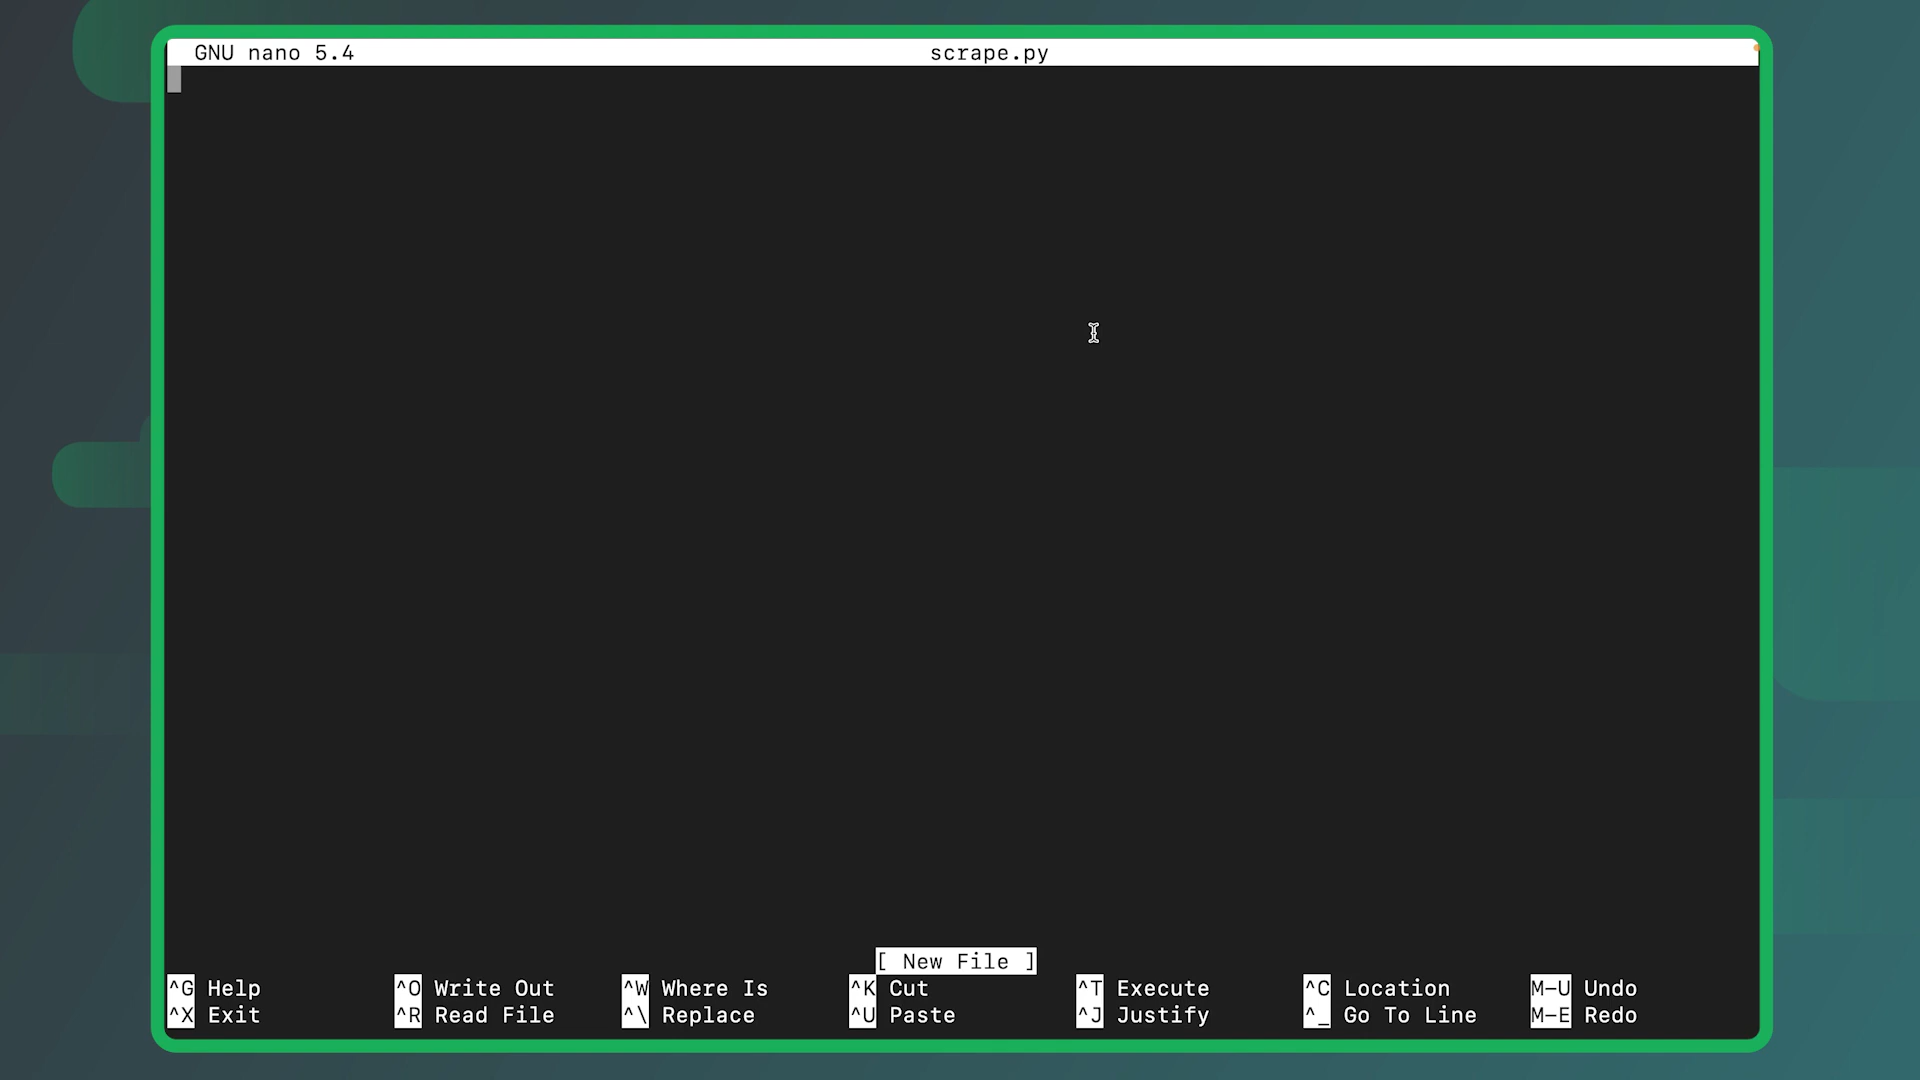 GNU nano 5.4 scrape.py
[ New File ]
^G Help ^O Write Out ^W Where Is ^K Cut ^T Execute ^C Location M-U Undo
^X Exit ^R Read File ^\ Replace ^U Paste ^J Justify ^_ Go To Line M-E Redo